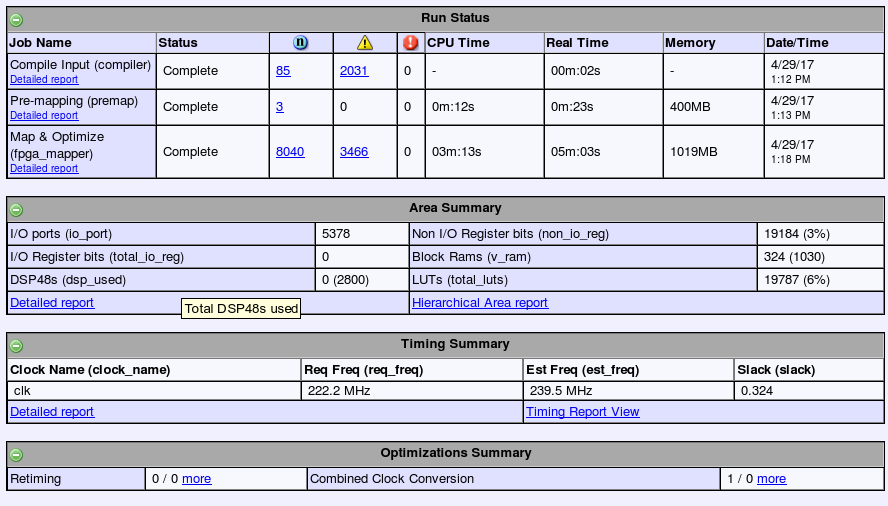 Run Status
Job Name Status n ! ! CPU Time Real Time Memory Date/Time
Compile Input (compiler) Complete 85 2031 0 - 00m:02s - 4/29/17
Detailed report 1:12 PM
Pre-mapping (premap) Complete 3 0 0 0m:12s 0m:23s 400MB 4/29/17
Detailed report 1:13 PM
Map & Optimize
(fpga_mapper) Complete 8040 3466 0 03m:13s 05m:03s 1019MB 4/29/17
Detailed report 1:18 PM
Area Summary
I/O ports (io_port) 5378 Non I/O Register bits (non_io_reg) 19184 (3%)
I/O Register bits (total_io_reg) 0 Block Rams (v_ram) 324 (1030)
DSP48s (dsp_used) 0 (2800) LUTs (total_luts) 19787 (6%)
Detailed report Hierarchical Area report
Total DSP48s used
Timing Summary
Clock Name (clock_name) Req Freq (req_freq) Est Freq (est_freq) Slack (slack)
clk 222.2 MHz 239.5 MHz 0.324
Detailed report Timing Report View
Optimizations Summary
Retiming 0 / 0 more Combined Clock Conversion 1 / 0 more